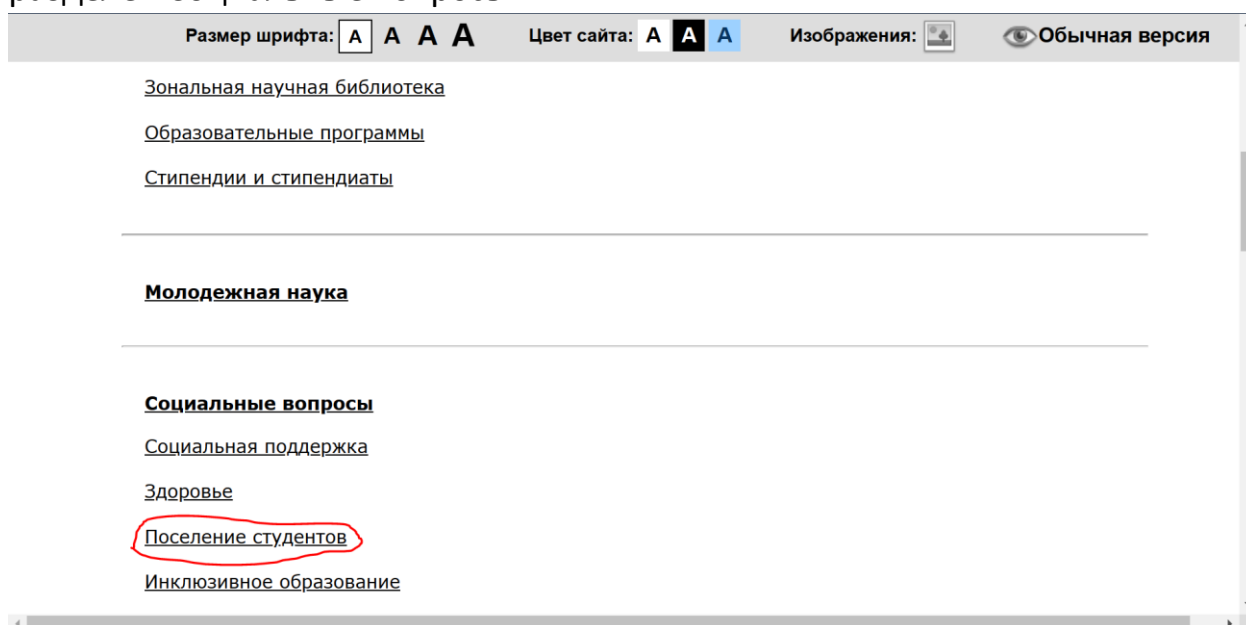 Размер шрифта: A A A A Цвет сайта: A A A Изображения: Обычная версия
Зональная научная библиотека
Образовательные программы
Стипендии и стипендиаты
Молодежная наука
Социальные вопросы
Социальная поддержка
Здоровье
Поселение студентов
Инклюзивное образование